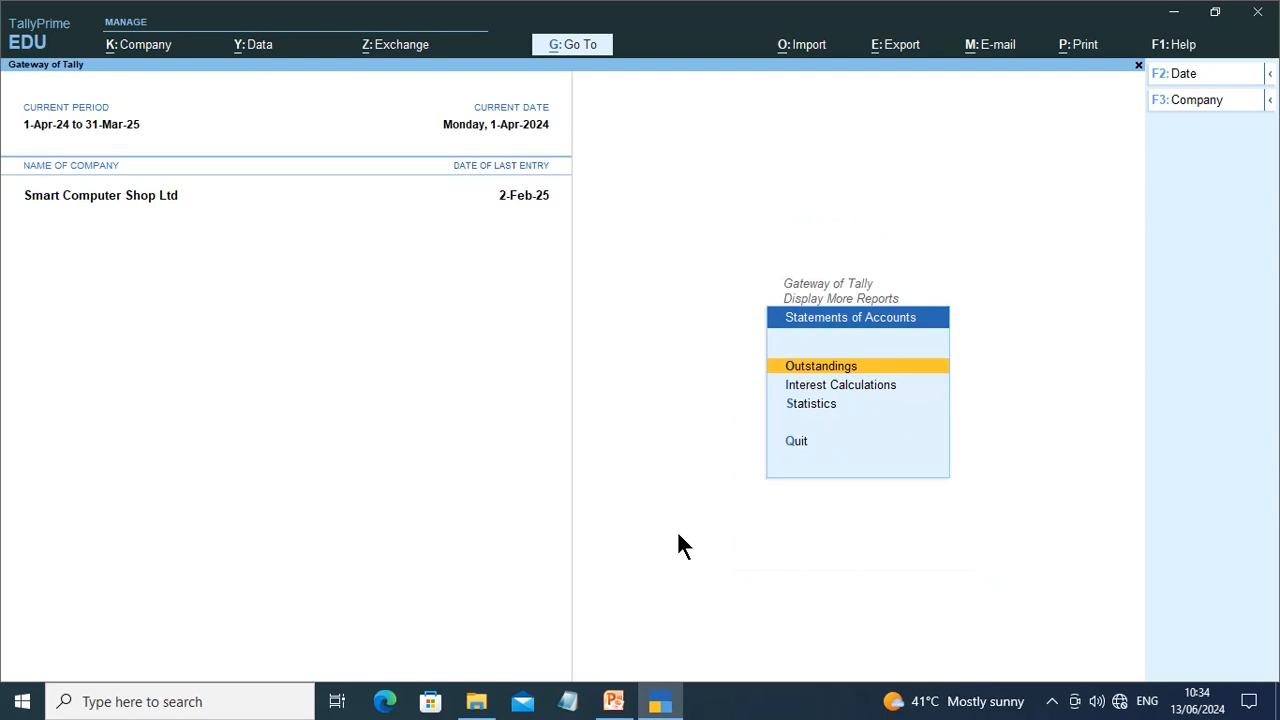 TallyPrime
EDU
MANAGE
K: Company
Y: Data
Z: Exchange
G: Go To
O: Import
E: Export
M: E-mail
P: Print
F1: Help
Gateway of Tally
×
F2: Date
F3: Company
CURRENT PERIOD
CURRENT DATE
1-Apr-24 to 31-Mar-25
Monday, 1-Apr-2024
NAME OF COMPANY
DATE OF LAST ENTRY
Smart Computer Shop Ltd
2-Feb-25
Gateway of Tally
Display More Reports
Statements of Accounts
Outstandings
Interest Calculations
Statistics
Quit
Type here to search
41°C Mostly sunny
ENG
10:34
13/06/2024